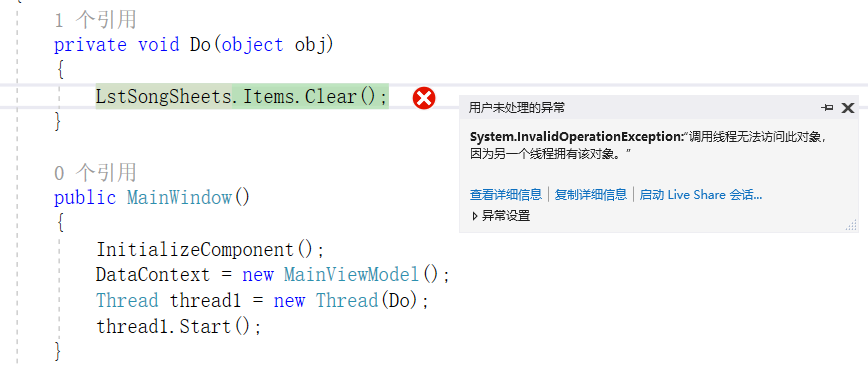 1 个引用
private void Do(object obj)
{
LstSongSheets.Items.Clear();
}
用户未处理的异常
System.InvalidOperationException:“调用线程无法访问此对象，
因为另一个线程拥有该对象。”
查看详细信息 | 复制详细信息 | 启动 Live Share 会话...
异常设置
0 个引用
public MainWindow()
{
InitializeComponent();
DataContext = new MainViewModel();
Thread thread1 = new Thread(Do);
thread1.Start();
}